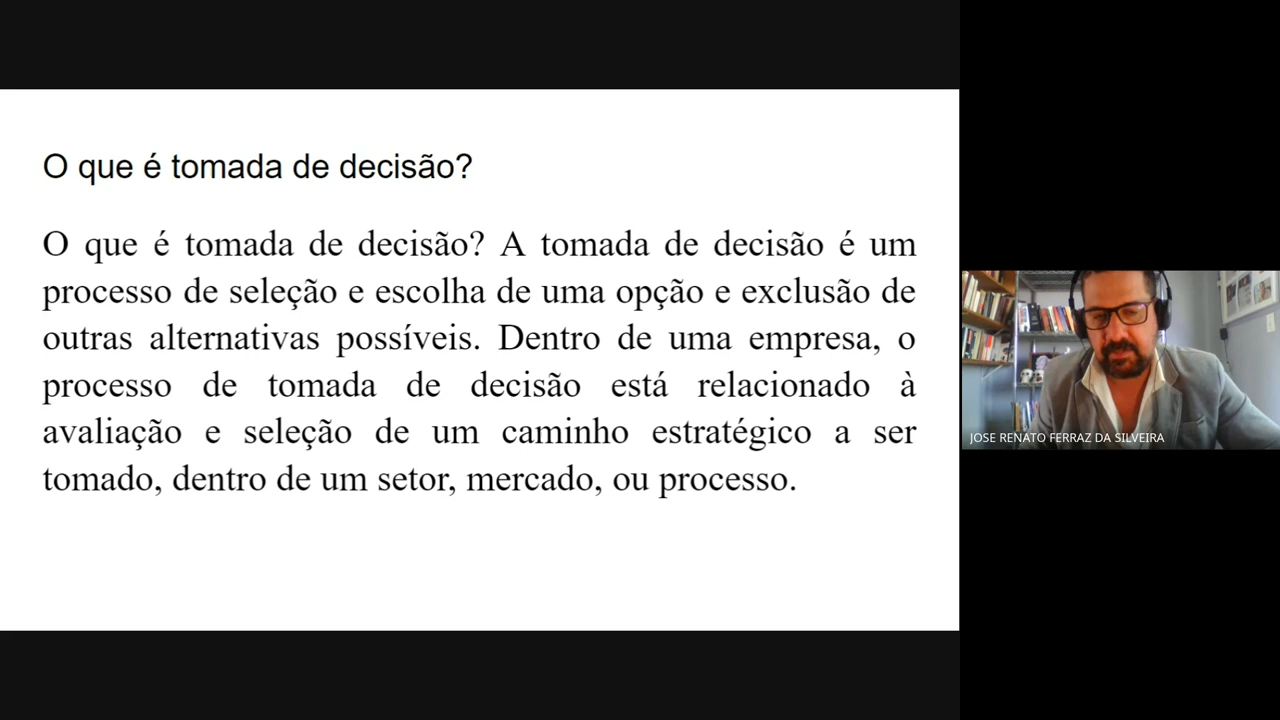 O que é tomada de decisão?
O que é tomada de decisão? A tomada de decisão é um
processo de seleção e escolha de uma opção e exclusão de
outras alternativas possíveis. Dentro de uma empresa, o
processo de tomada de decisão está relacionado à
avaliação e seleção de um caminho estratégico a ser
tomado, dentro de um setor, mercado, ou processo.
JOSE RENATO FERRAZ DA SILVEIRA